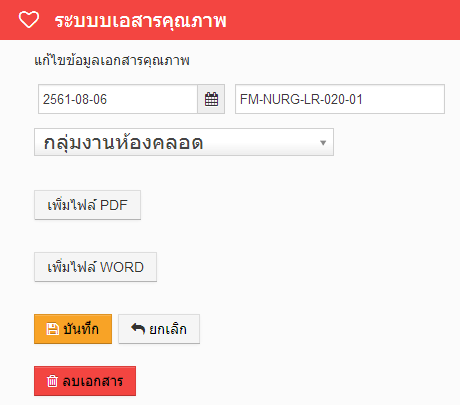 ระบบบเอสารคุณภาพ
แก้ไขข้อมูลเอกสารคุณภาพ
2561-08-06 FM-NURG-LR-020-01
กลุ่มงานห้องคลอด
เพิ่มไฟล์ PDF
เพิ่มไฟล์ WORD
บันทึก ยกเลิก
ลบเอกสาร